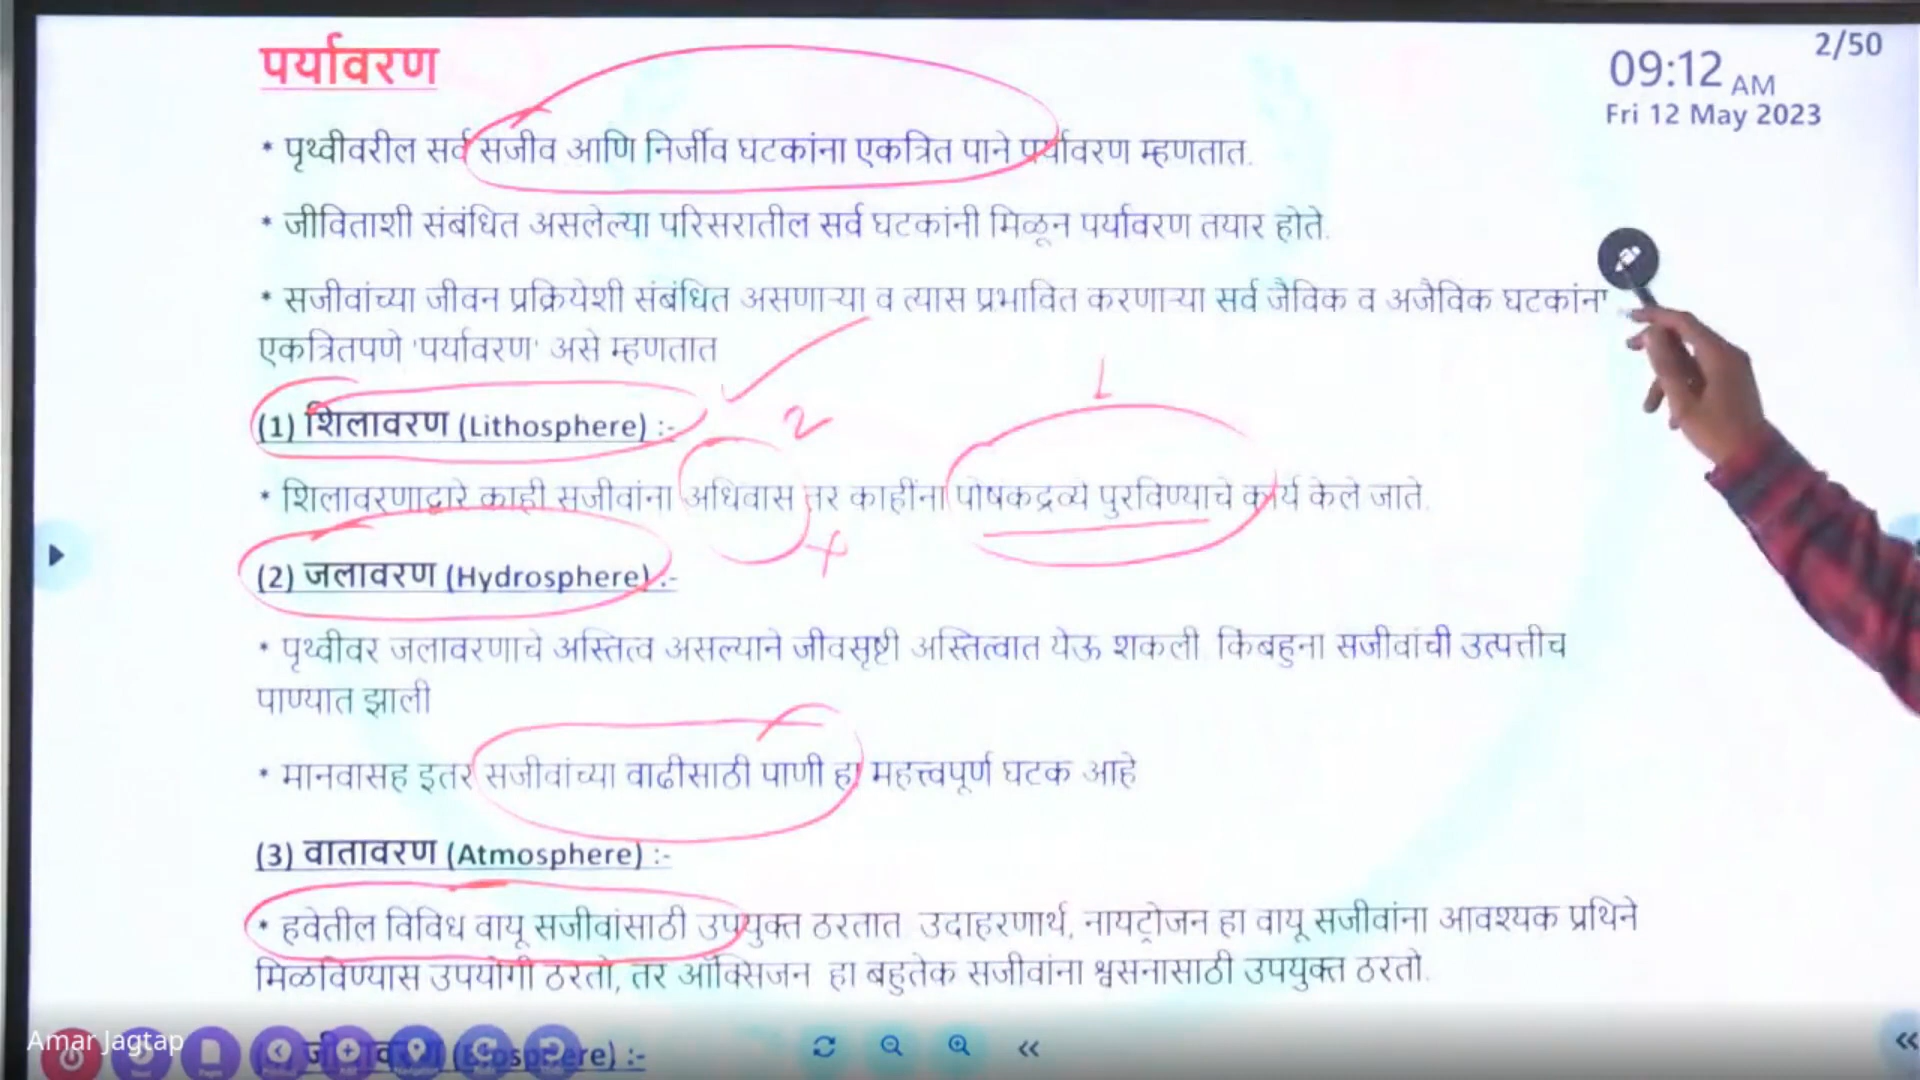 पर्यावरण
2/50
09:12 AM
Fri 12 May 2023
* पृथ्वीवरील सर्व सजीव आणि निर्जीव घटकांना एकत्रित पाने पर्यावरण म्हणतात.
* जीविताशी संबंधित असलेल्या परिसरातील सर्व घटकांनी मिळून पर्यावरण तयार होते.
* सजीवांच्या जीवन प्रक्रियेशी संबंधित असणाऱ्या व त्यास प्रभावित करणाऱ्या सर्व जैविक व अजैविक घटकांना
एकत्रितपणे 'पर्यावरण' असे म्हणतात
(1) शिलावरण (Lithosphere) :-
2
1
* शिलावरणाद्वारे काही सजीवांना अधिवास तर काहींना पोषकद्रव्ये पुरविण्याचे कार्य केले जाते.
(2) जलावरण (Hydrosphere) :-
* पृथ्वीवर जलावरणाचे अस्तित्व असल्याने जीवसृष्टी अस्तित्वात येऊ शकली. किंबहुना सजीवांची उत्पत्तीच
पाण्यात झाली
* मानवासह इतर सजीवांच्या वाढीसाठी पाणी हा महत्त्वपूर्ण घटक आहे
(3) वातावरण (Atmosphere) :-
* हवेतील विविध वायू सजीवांसाठी उपयुक्त ठरतात. उदाहरणार्थ, नायट्रोजन हा वायू सजीवांना आवश्यक प्रथिने
मिळविण्यास उपयोगी ठरतो, तर ऑक्सिजन हा बहुतेक सजीवांना श्वसनासाठी उपयुक्त ठरतो.
Amar Jagtap